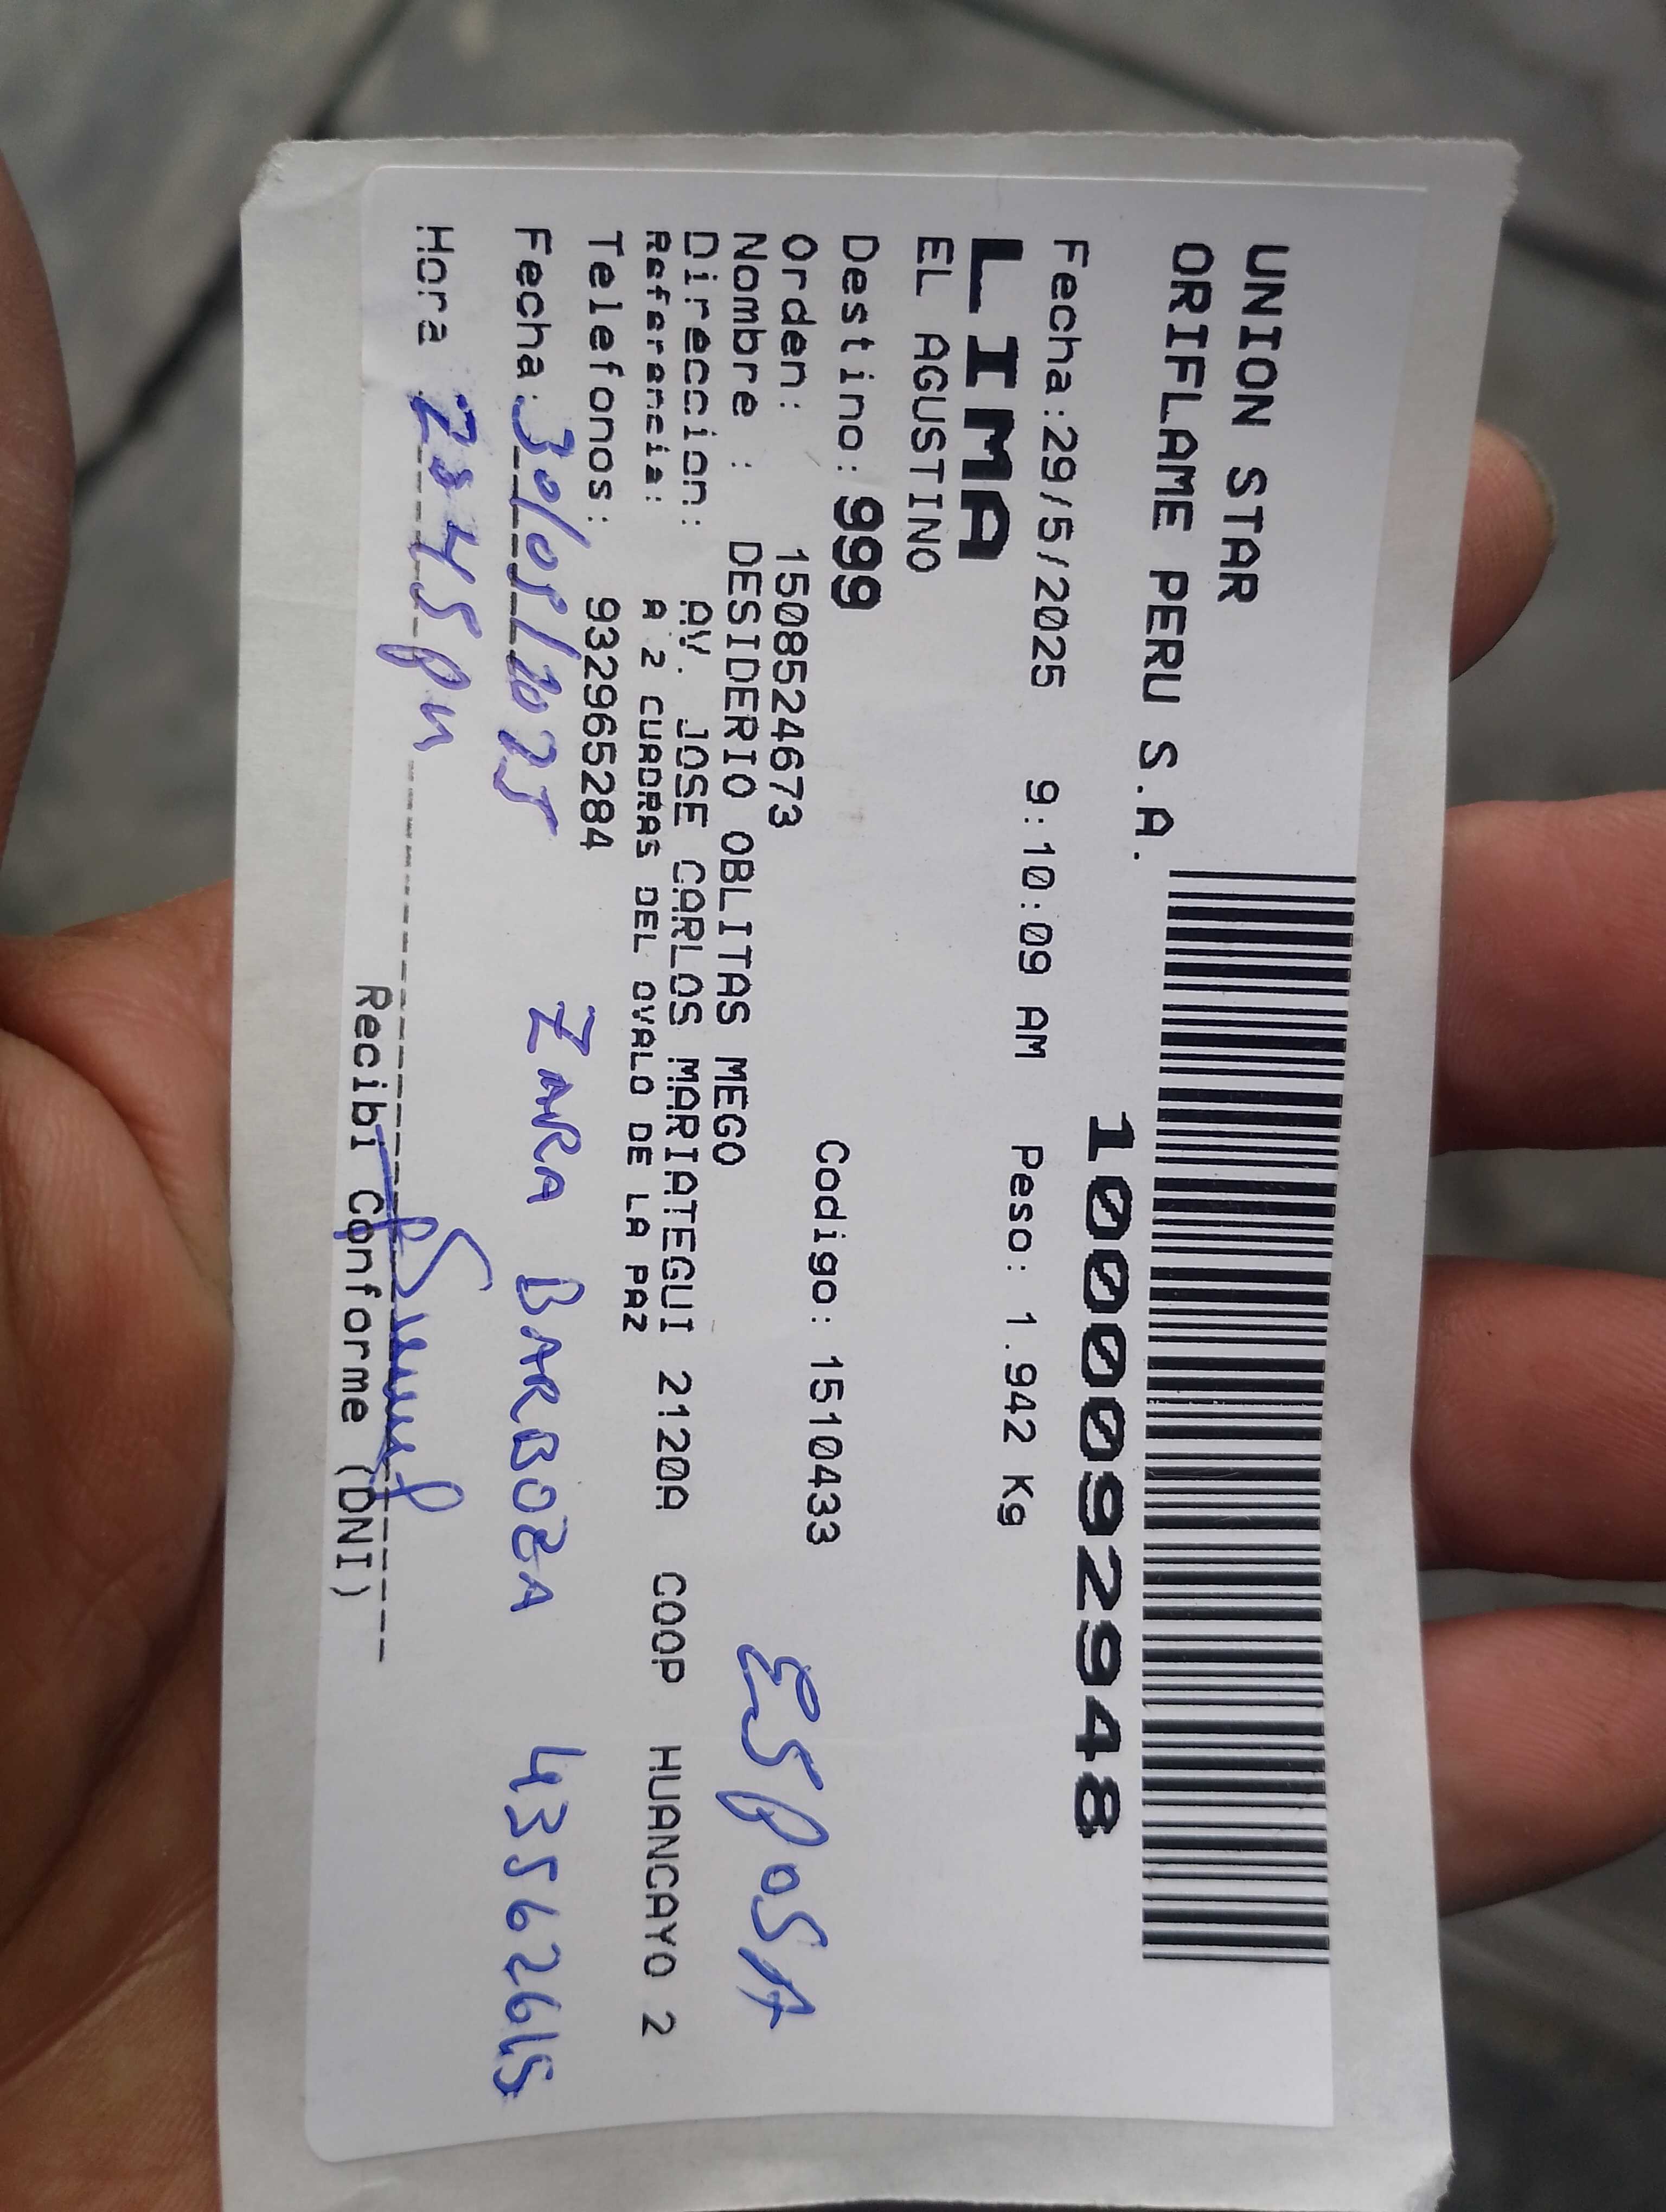 UNION STAR
ORIFLAME PERU S.A.
1000092948
Fecha:29/5/2025 9:10:09 AM Peso: 1.942 Kg
LIMA
EL AGUSTINO
Destino: 999 Codigo: 1510433
Orden: 1508524673
Nombre : DESIDERIO OBLITAS MEGO ESPOSA
Direccion: AV. JOSE CARLOS MARIATEGUI 2120A COOP HUANCAYO 2
Referencia: A 2 CUADRAS DEL OVALO DE LA PAZ
Telefonos: 932965284
Fecha: 30/05/2025 ZARA BARBOZA 43562615
Hora 2:45pm
Recibi Conforme (DNI)